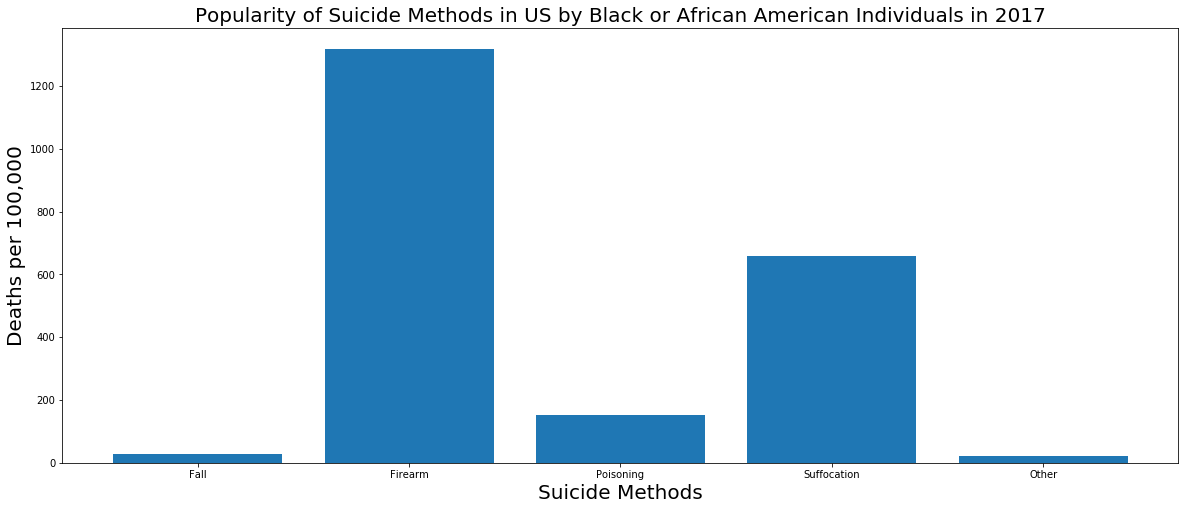 Popularity of Suicide Methods in US by Black or African American Individuals in 2017
Deaths per 100,000
1200
1000
800
600
400
200
0
Fall Firearm Poisoning Suffocation Other
Suicide Methods